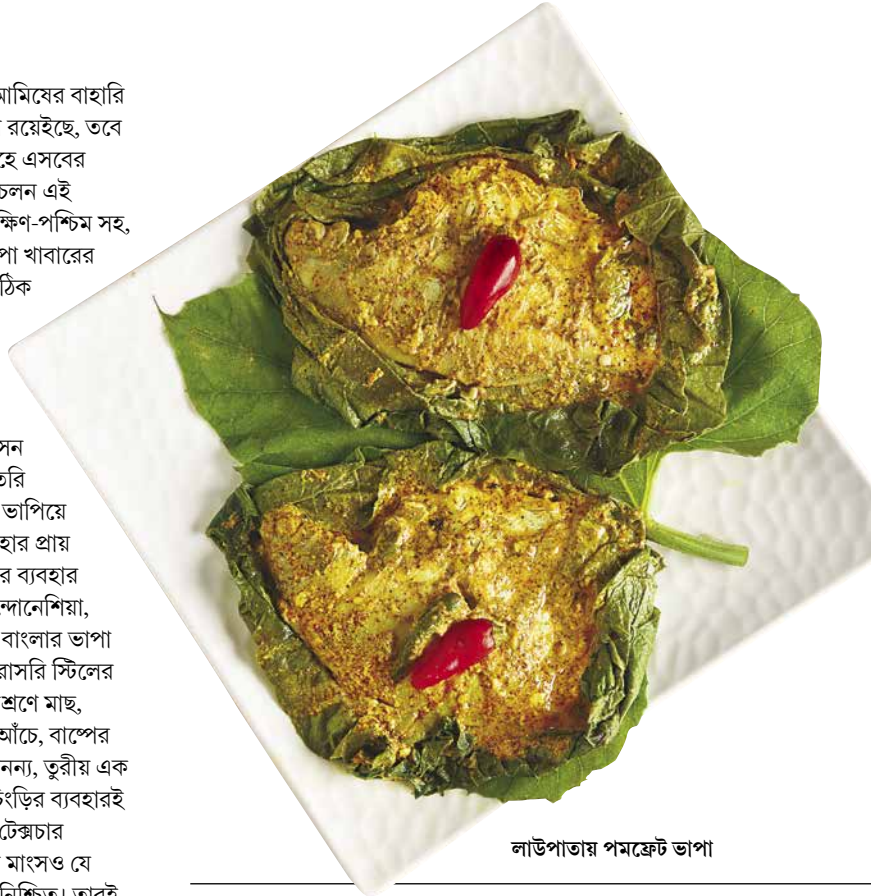 আমিষের বাহারি
রয়েইছে, তবে
এসবের
চলন এই
ক্ষিণ-পশ্চিম সহ,
পা খাবারের
ঠিক
সেন
তরি
ভাপিয়ে
হার প্রায়
র ব্যবহার
ন্দোনেশিয়া,
বাংলার ভাপা
রাসরি স্টিলের
শ্রণে মাছ,
আঁচে, বাষ্পের
নন্য, তুরীয় এক
চিংড়ির ব্যবহারই
টেক্সচার
মাংসও যে
নিশ্চিত। তারই
লাউপাতায় পমফ্রেট ভাপা